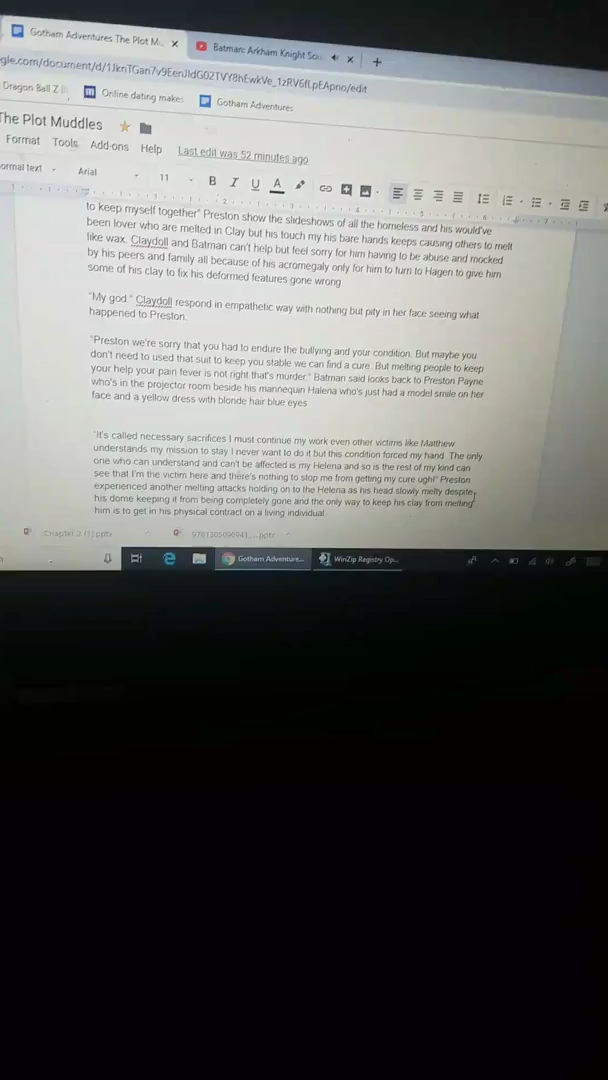 Gotham Adventures The Plot M..
Batman: Arkham Knight Sou
gle.com/document/d/1JknTGan7v9EenJldG02TVY8hEwkVe_1zRV6fLpEApno/edit
Dragon Ball Z
Online dating makes
Gotham Adventures
The Plot Muddles
Format Tools Add-ons Help Last edit was 52 minutes ago
ormal text Arial 11 B I U A
to keep myself together" Preston show the slideshows of all the homeless and his would've
been lover who are melted in Clay but his touch my his bare hands keeps causing others to melt
like wax. Claydoll and Batman can't help but feel sorry for him having to be abuse and mocked
by his peers and family all because of his acromegaly only for him to turn to Hagen to give him
some of his clay to fix his deformed features gone wrong
"My god " Claydoll respond in empathetic way with nothing but pity in her face seeing what
happened to Preston.
"Preston we're sorry that you had to endure the bullying and your condition. But maybe you
don't need to used that suit to keep you stable we can find a cure. But melting people to keep
your help your pain fever is not right that's murder." Batman said looks back to Preston Payne
who's in the projector room beside his mannequin Halena who's just had a model smile on her
face and a yellow dress with blonde hair blue eyes
"It's called necessary sacrifices I must continue my work even other victims like Matthew
understands my mission to stay I never want to do it but this condition forced my hand. The only
one who can understand and can't be affected is my Helena and so is the rest of my kind can
see that I'm the victim here and there's nothing to stop me from getting my cure ugh!" Preston
experienced another melting attacks holding on to the Helena as his head slowly melty despite
his dome keeping it from being completely gone and the only way to keep his clay from melting
him is to get in his physical contract on a living individual.
Chapter 2 (1).pptx
9781305090941_...pptx
Gotham Adventure...
WinZip Registry Op...